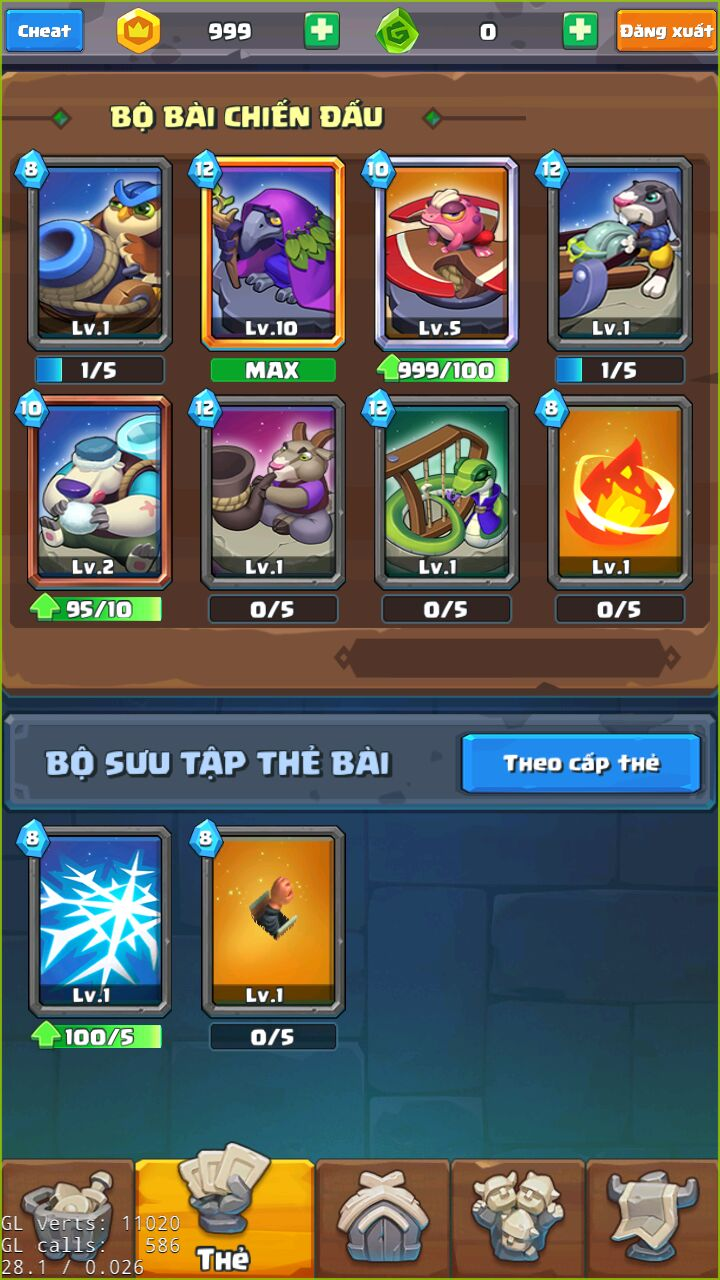 Cheat 999 0 Đăng xuất
BỘ BÀI CHIẾN ĐẤU
8 12 10 12
Lv.1 Lv.10 Lv.5 Lv.1
1/5 MAX 999/100 1/5
10 12 12 8
Lv.2 Lv.1 Lv.1 Lv.1
95/10 0/5 0/5 0/5
BỘ SƯU TẬP THẺ BÀI Theo cấp thẻ
8 8
Lv.1 Lv.1
100/5 0/5
GL verts: 11020
GL calls: 586
28.1 / 0.026
Thẻ